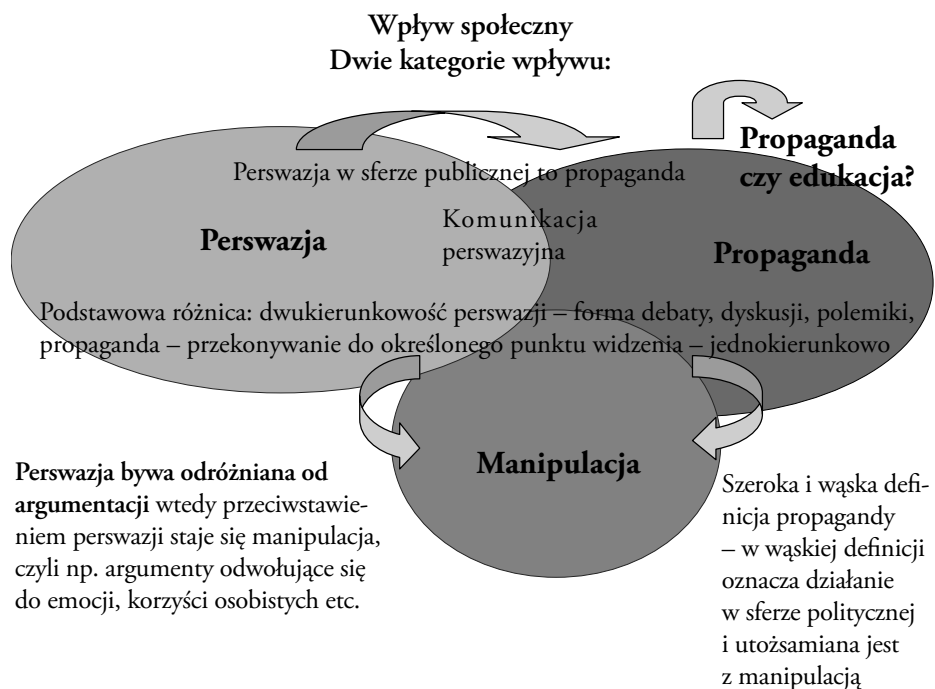 Wpływ społeczny
Dwie kategorie wpływu:
Propaganda
czy edukacja?
Perswazja w sferze publicznej to propaganda
Komunikacja
perswazyjna
Perswazja
Propaganda
Podstawowa różnica: dwukierunkowość perswazji – forma debaty, dyskusji, polemiki,
propaganda – przekonywanie do określonego punktu widzenia – jednokierunkowo
Manipulacja
Perswazja bywa odróżniana od
argumentacji wtedy przeciwstawie-
niem perswazji staje się manipulacja,
czyli np. argumenty odwołujące się
do emocji, korzyści osobistych etc.
Szeroka i wąska defi-
nicja propagandy
– w wąskiej definicji
oznacza działanie
w sferze politycznej
i utożsamiana jest
z manipulacją